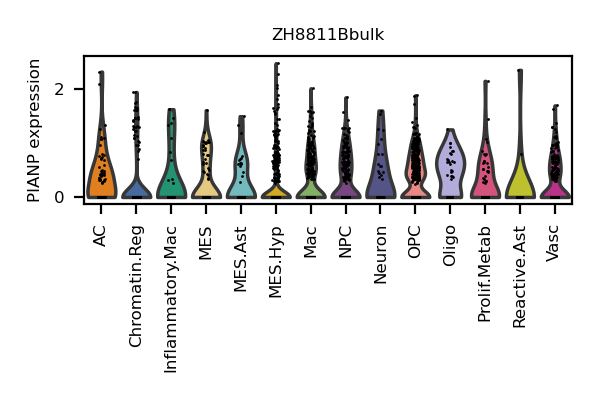 ZH8811Bbulk
PIANP expression
2
0
AC
Chromatin.Reg
Inflammatory.Mac
MES
MES.Ast
MES.Hyp
Mac
NPC
Neuron
OPC
Oligo
Prolif.Metab
Reactive.Ast
Vasc